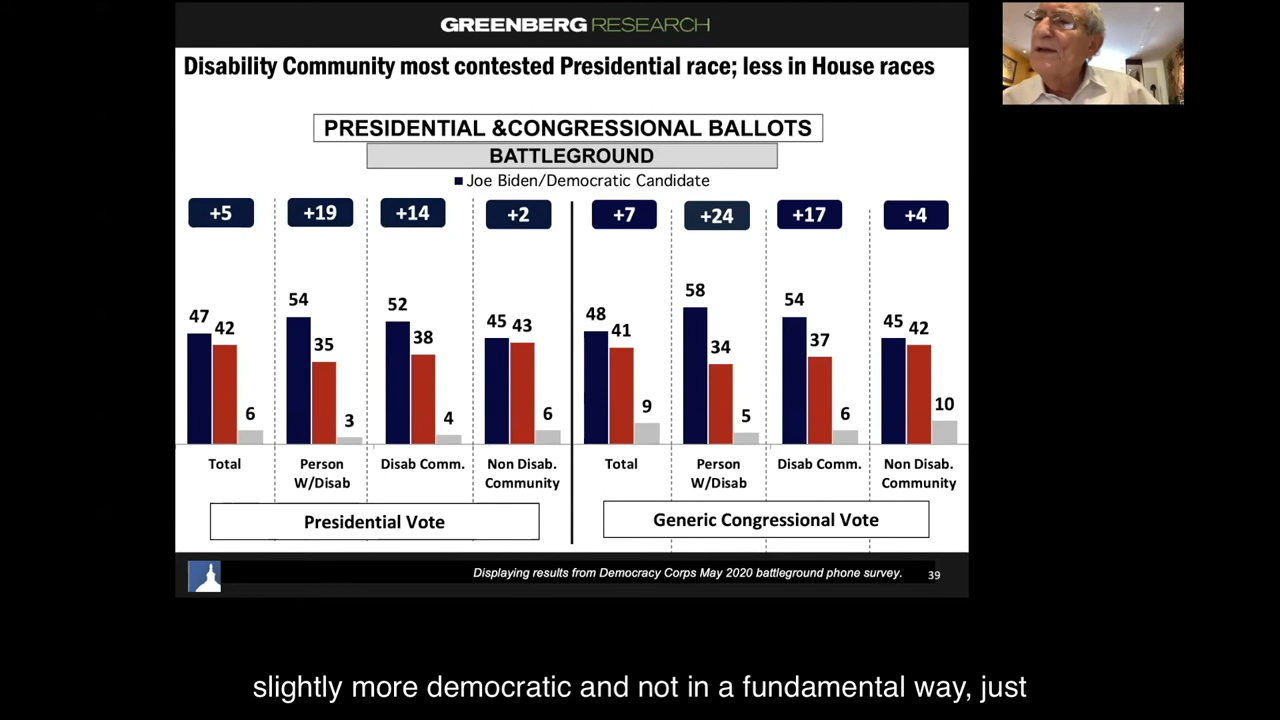 GREENBERG RESEARCH
Disability Community most contested Presidential race; less in House races
PRESIDENTIAL &CONGRESSIONAL BALLOTS
BATTLEGROUND
Joe Biden/Democratic Candidate
+5 +19 +14 +2 +7 +24 +17 +4
47 42 6 54 35 3 52 38 4 45 43 6 48 41 9 58 34 5 54 37 6 45 42 10
Total Person Disab Comm. Non Disab. Total Person Disab Comm. Non Disab.
W/Disab Community W/Disab Community
Presidential Vote Generic Congressional Vote
Displaying results from Democracy Corps May 2020 battleground phone survey. 39
slightly more democratic and not in a fundamental way, just